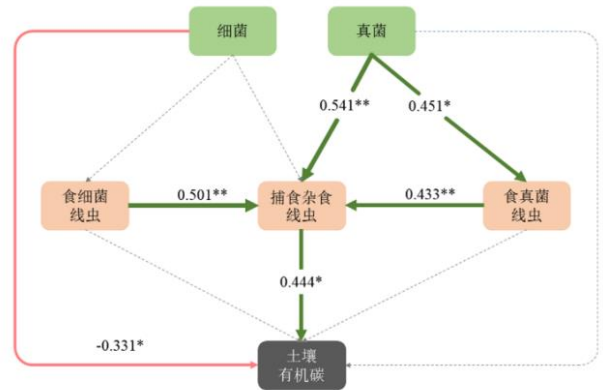 细菌
真菌
0.541**
0.451*
食细菌
线虫
0.501**
捕食杂食
线虫
0.433**
食真菌
线虫
0.444*
-0.331*
土壤
有机碳